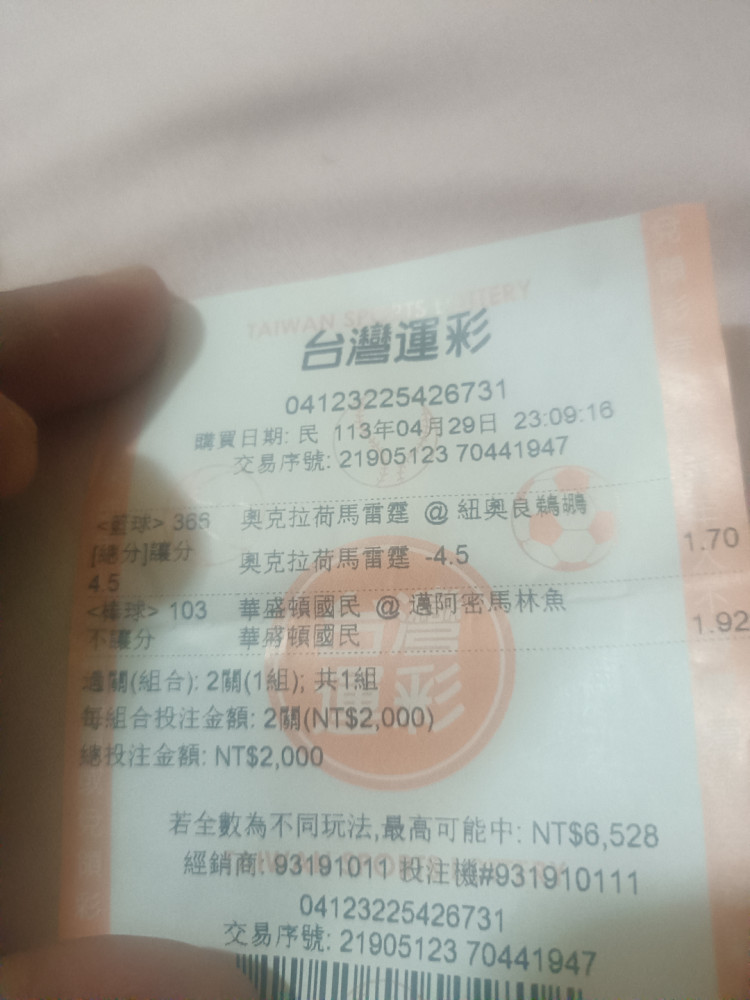 TAIWAN SPORTS LOTTERY
台灣運彩
04123225426731
購買日期: 民 113年04月29日 23:09:16
交易序號: 21905123 70441947
<籃球> 366 奧克拉荷馬雷霆 @ 紐奧良鵜鶘
[總分]讓分 奧克拉荷馬雷霆 -4.5 1.70
4.5
<棒球> 103 華盛頓國民 @ 邁阿密馬林魚
不讓分 華盛頓國民 1.92
過關(組合): 2關(1組); 共1組
每組合投注金額: 2關(NT$2,000)
總投注金額: NT$2,000
台灣運彩
若全數為不同玩法,最高可能中: NT$6,528
經銷商: 93191011 投注機#931910111
04123225426731
交易序號: 21905123 70441947